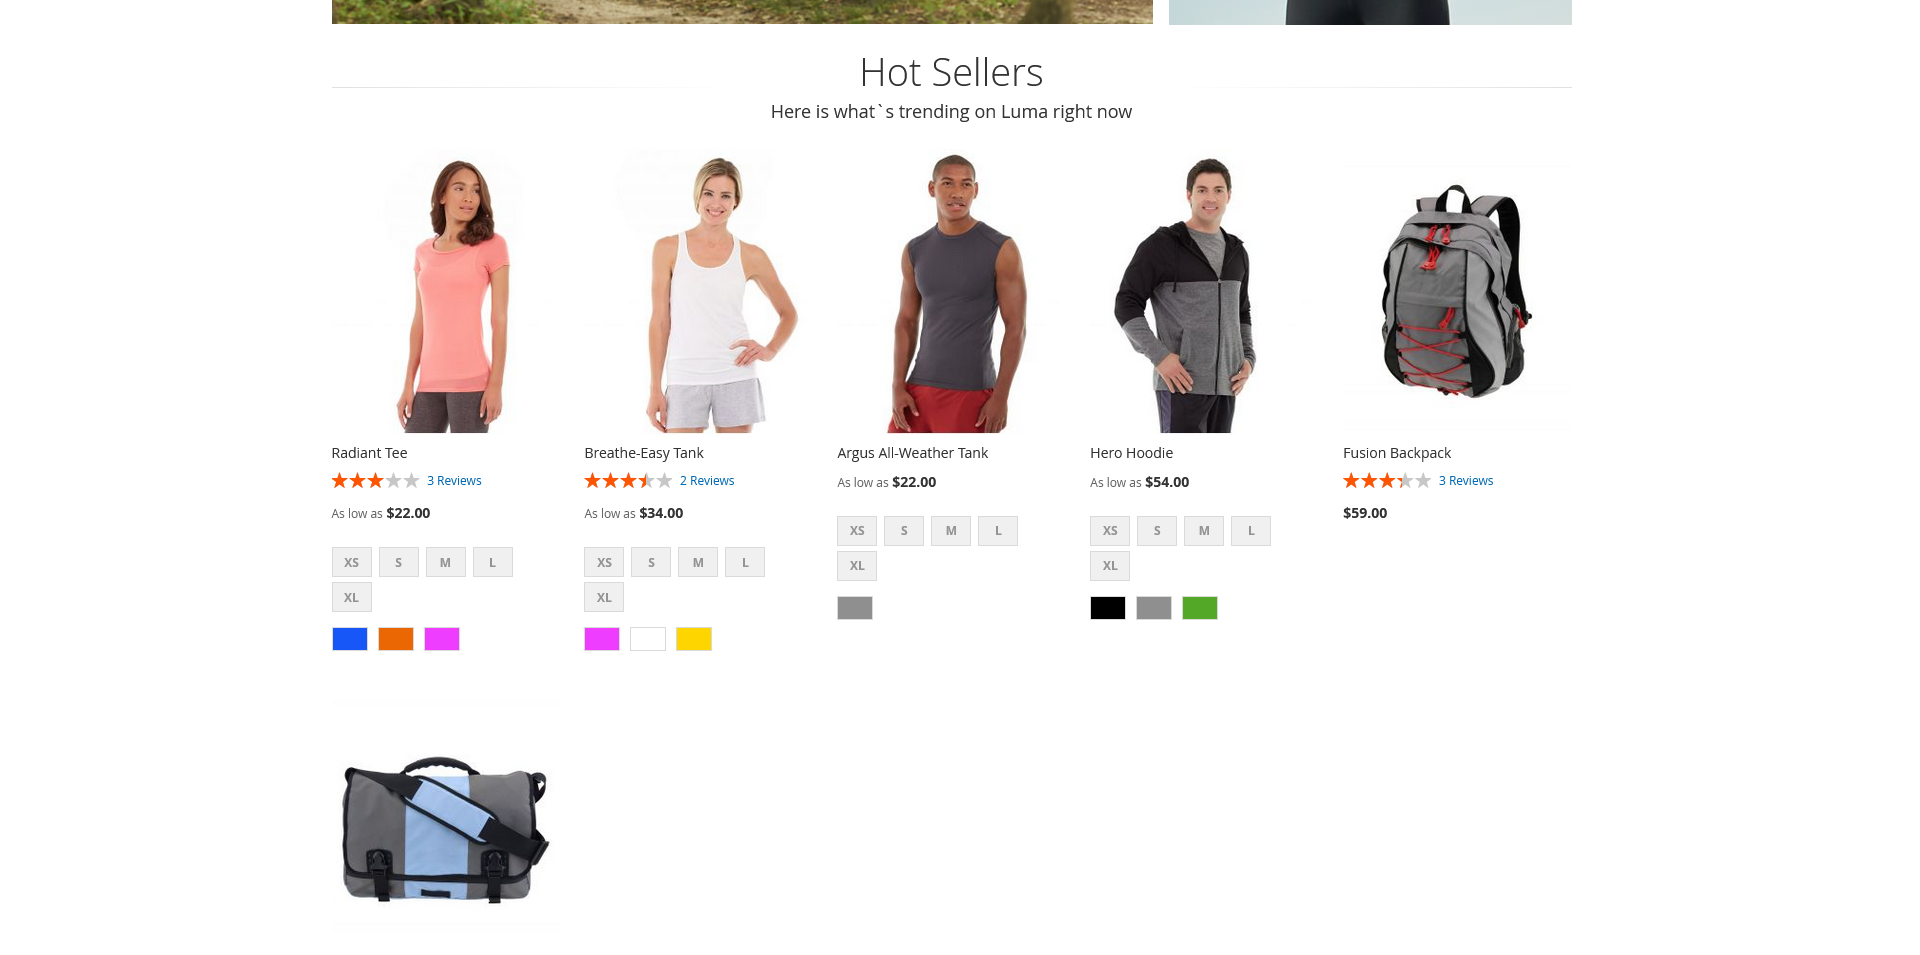 Hot Sellers
Here is what`s trending on Luma right now
Radiant Tee
3 Reviews
As low as $22.00
XS S M L
XL
Breathe-Easy Tank
2 Reviews
As low as $34.00
XS S M L
XL
Argus All-Weather Tank
As low as $22.00
XS S M L
XL
Hero Hoodie
As low as $54.00
XS S M L
XL
Fusion Backpack
3 Reviews
$59.00